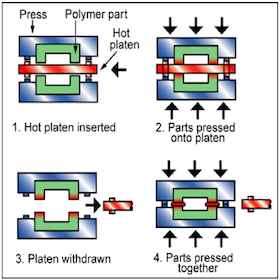 Press
Polymer part
Hot
platen
1. Hot platen inserted
2. Parts pressed
onto platen
3. Platen withdrawn
4. Parts pressed
together